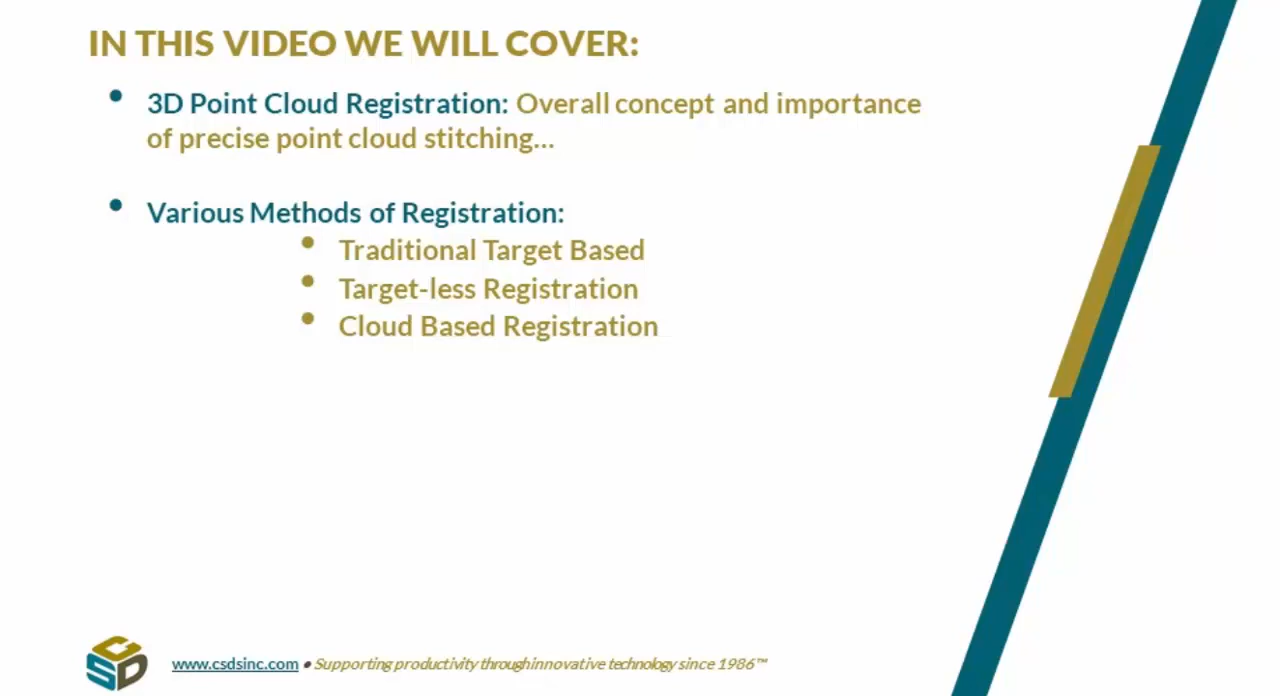 IN THIS VIDEO WE WILL COVER:
• 3D Point Cloud Registration: Overall concept and importance
of precise point cloud stitching...
• Various Methods of Registration:
• Traditional Target Based
• Target-less Registration
• Cloud Based Registration
CSD
www.csdsinc.com • Supporting productivity through innovative technology since 1986™